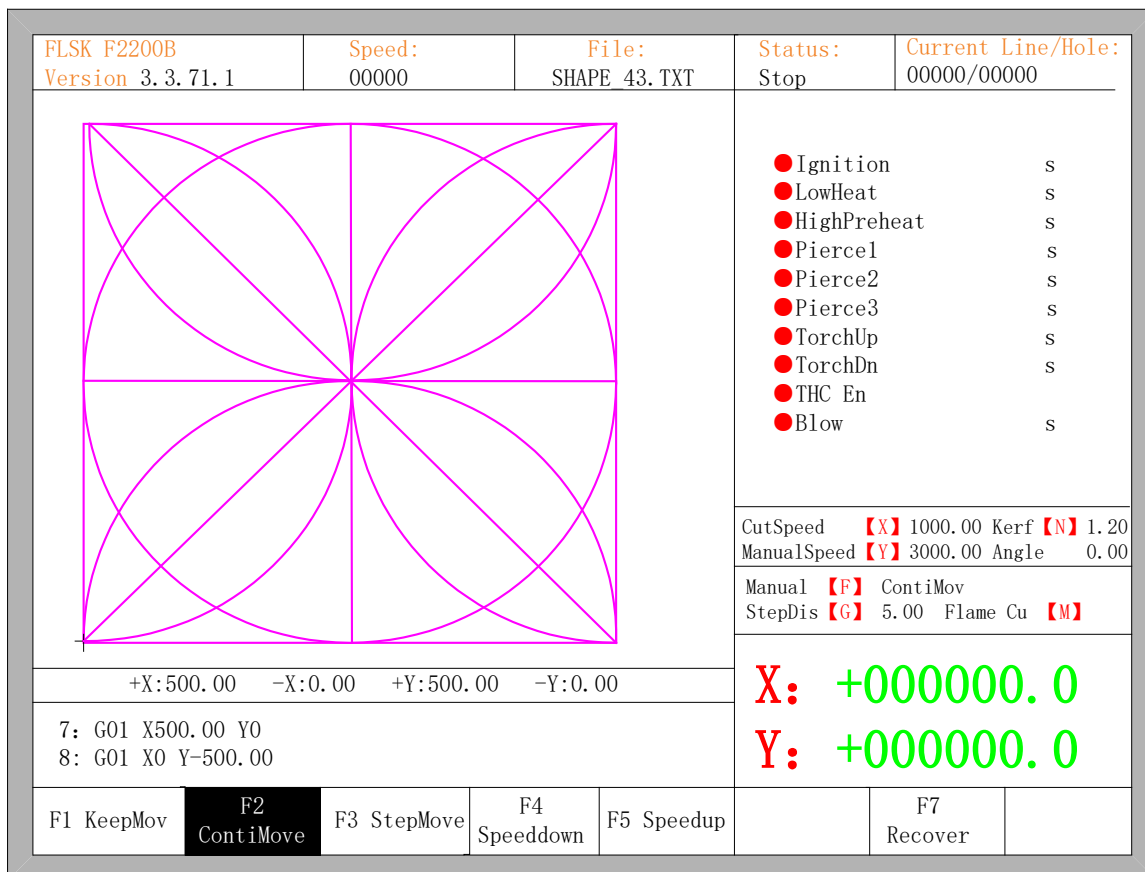 FLSK F2200B
Version 3.3.71.1
Speed:
00000
File:
SHAPE_43.TXT
Status:
Stop
Current Line/Hole:
00000/00000
Ignition s
LowHeat s
HighPreheat s
Pierce1 s
Pierce2 s
Pierce3 s
TorchUp s
TorchDn s
THC En
Blow s
CutSpeed 【X】 1000.00 Kerf 【N】 1.20
ManualSpeed 【Y】 3000.00 Angle 0.00
Manual 【F】 ContiMov
StepDis 【G】 5.00 Flame Cu 【M】
+X:500.00 -X:0.00 +Y:500.00 -Y:0.00
7: G01 X500.00 Y0
8: G01 X0 Y-500.00
X: +000000.0
Y: +000000.0
F1 KeepMov
F2
ContiMove
F3 StepMove
F4
Speeddown
F5 Speedup
F7
Recover